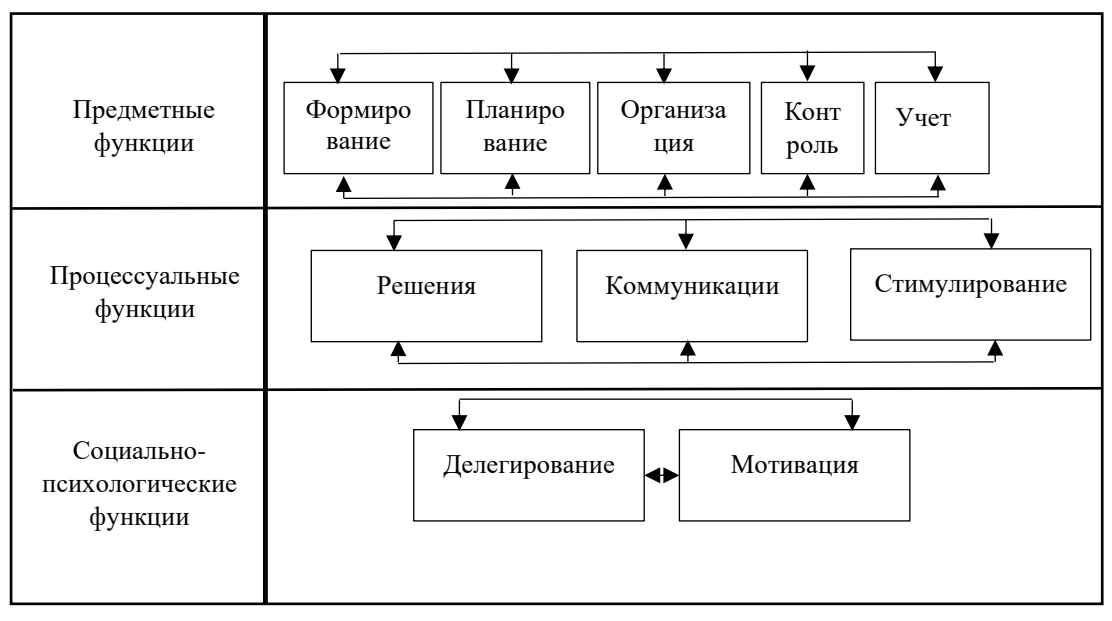 Предметные
функции
Формиро
вание
Планиро
вание
Организа
ция
Конт
роль
Учет
Процессуальные
функции
Решения
Коммуникации
Стимулирование
Социально-
психологические
функции
Делегирование
Мотивация